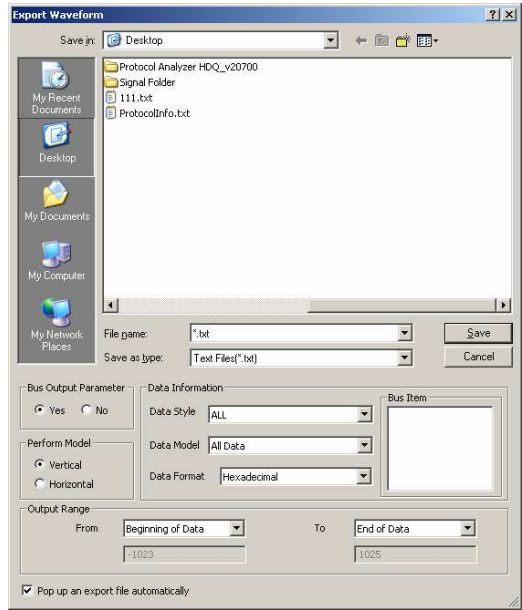 Export Waveform
Save in: Desktop
My Recent Documents
Desktop
My Documents
My Computer
My Network Places
Protocol Analyzer HDQ_v20700
Signal Folder
111.txt
ProtocolInfo.txt
File name: *.txt Save
Save as type: Text Files(*.txt) Cancel
Bus Output Parameter
Yes No
Perform Model
Vertical
Horizontal
Data Information
Data Style ALL
Data Model All Data
Data Format Hexadecimal
Bus Item
Output Range
From Beginning of Data To End of Data
-1023 1025
Pop up an export file automatically